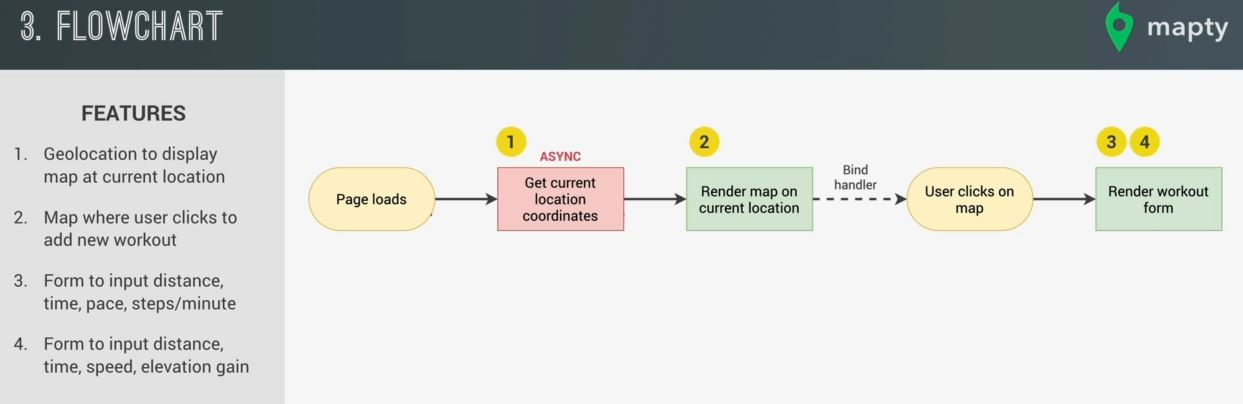 3. FLOWCHART
mapty
FEATURES
1. Geolocation to display
map at current location
2. Map where user clicks to
add new workout
3. Form to input distance,
time, pace, steps/minute
4. Form to input distance,
time, speed, elevation gain
Page loads
1
ASYNC
Get current
location
coordinates
2
Render map on
current location
Bind
handler
User clicks on
map
3 4
Render workout
form